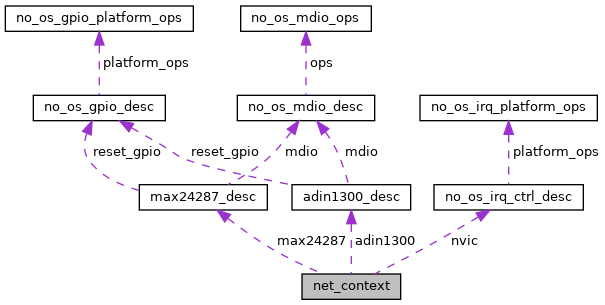 no_os_gpio_platform_ops
no_os_mdio_ops
platform_ops
ops
no_os_gpio_desc
no_os_mdio_desc
no_os_irq_platform_ops
reset_gpio
reset_gpio
mdio
mdio
platform_ops
max24287_desc
adin1300_desc
no_os_irq_ctrl_desc
max24287
adin1300
nvic
net_context